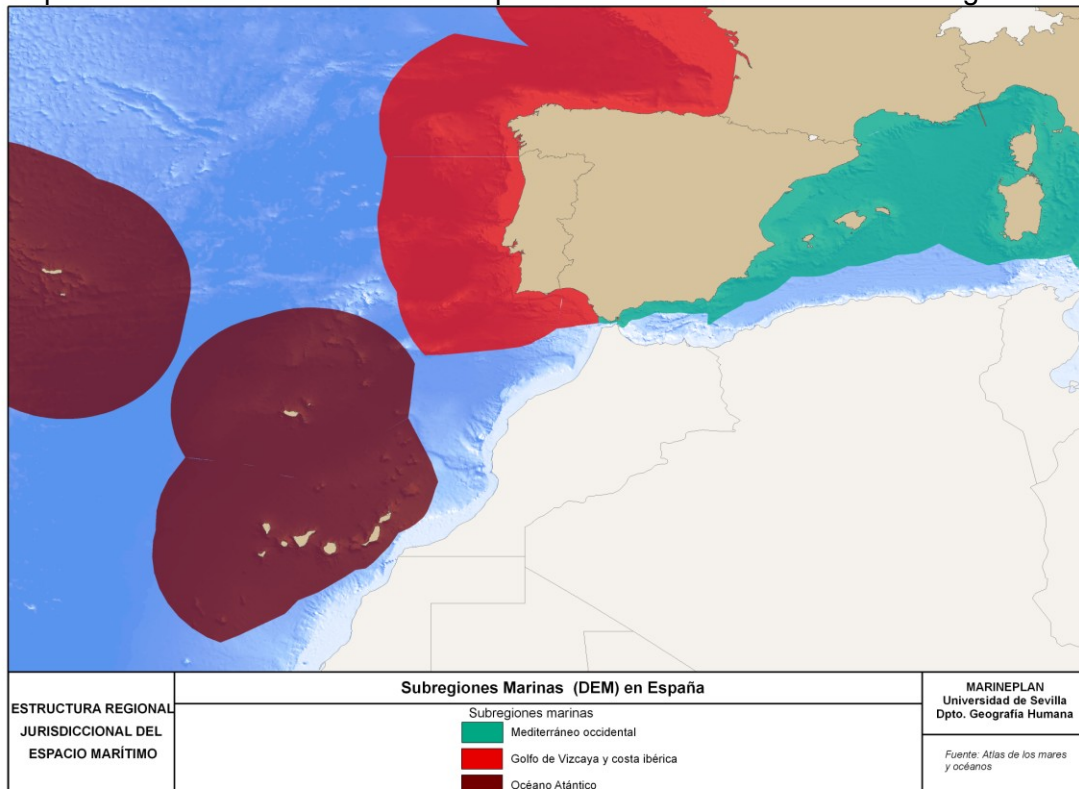 Subregiones Marinas (DEM) en España
ESTRUCTURA REGIONAL
JURISDICCIONAL DEL
ESPACIO MARÍTIMO
Subregiones marinas
Mediterráneo occidental
Golfo de Vizcaya y costa ibérica
Océano Atántico
MARINEPLAN
Universidad de Sevilla
Dpto. Geografía Humana
Fuente: Atlas de los mares
y océanos